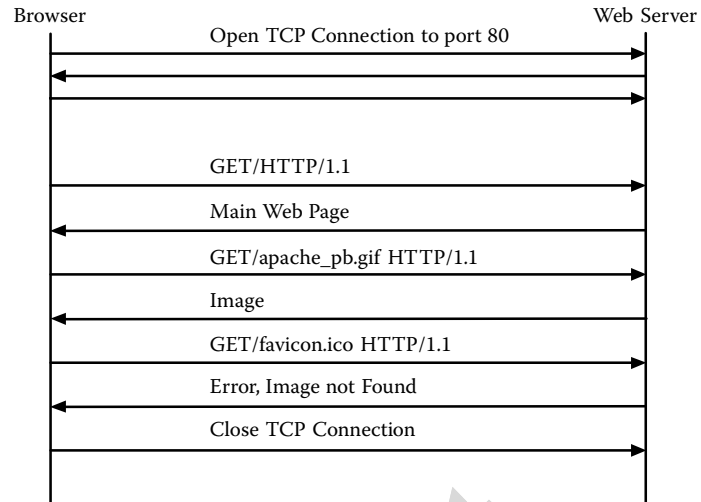 Browser
Web Server
Open TCP Connection to port 80
GET/HTTP/1.1
Main Web Page
GET/apache_pb.gif HTTP/1.1
Image
GET/favicon.ico HTTP/1.1
Error, Image not Found
Close TCP Connection